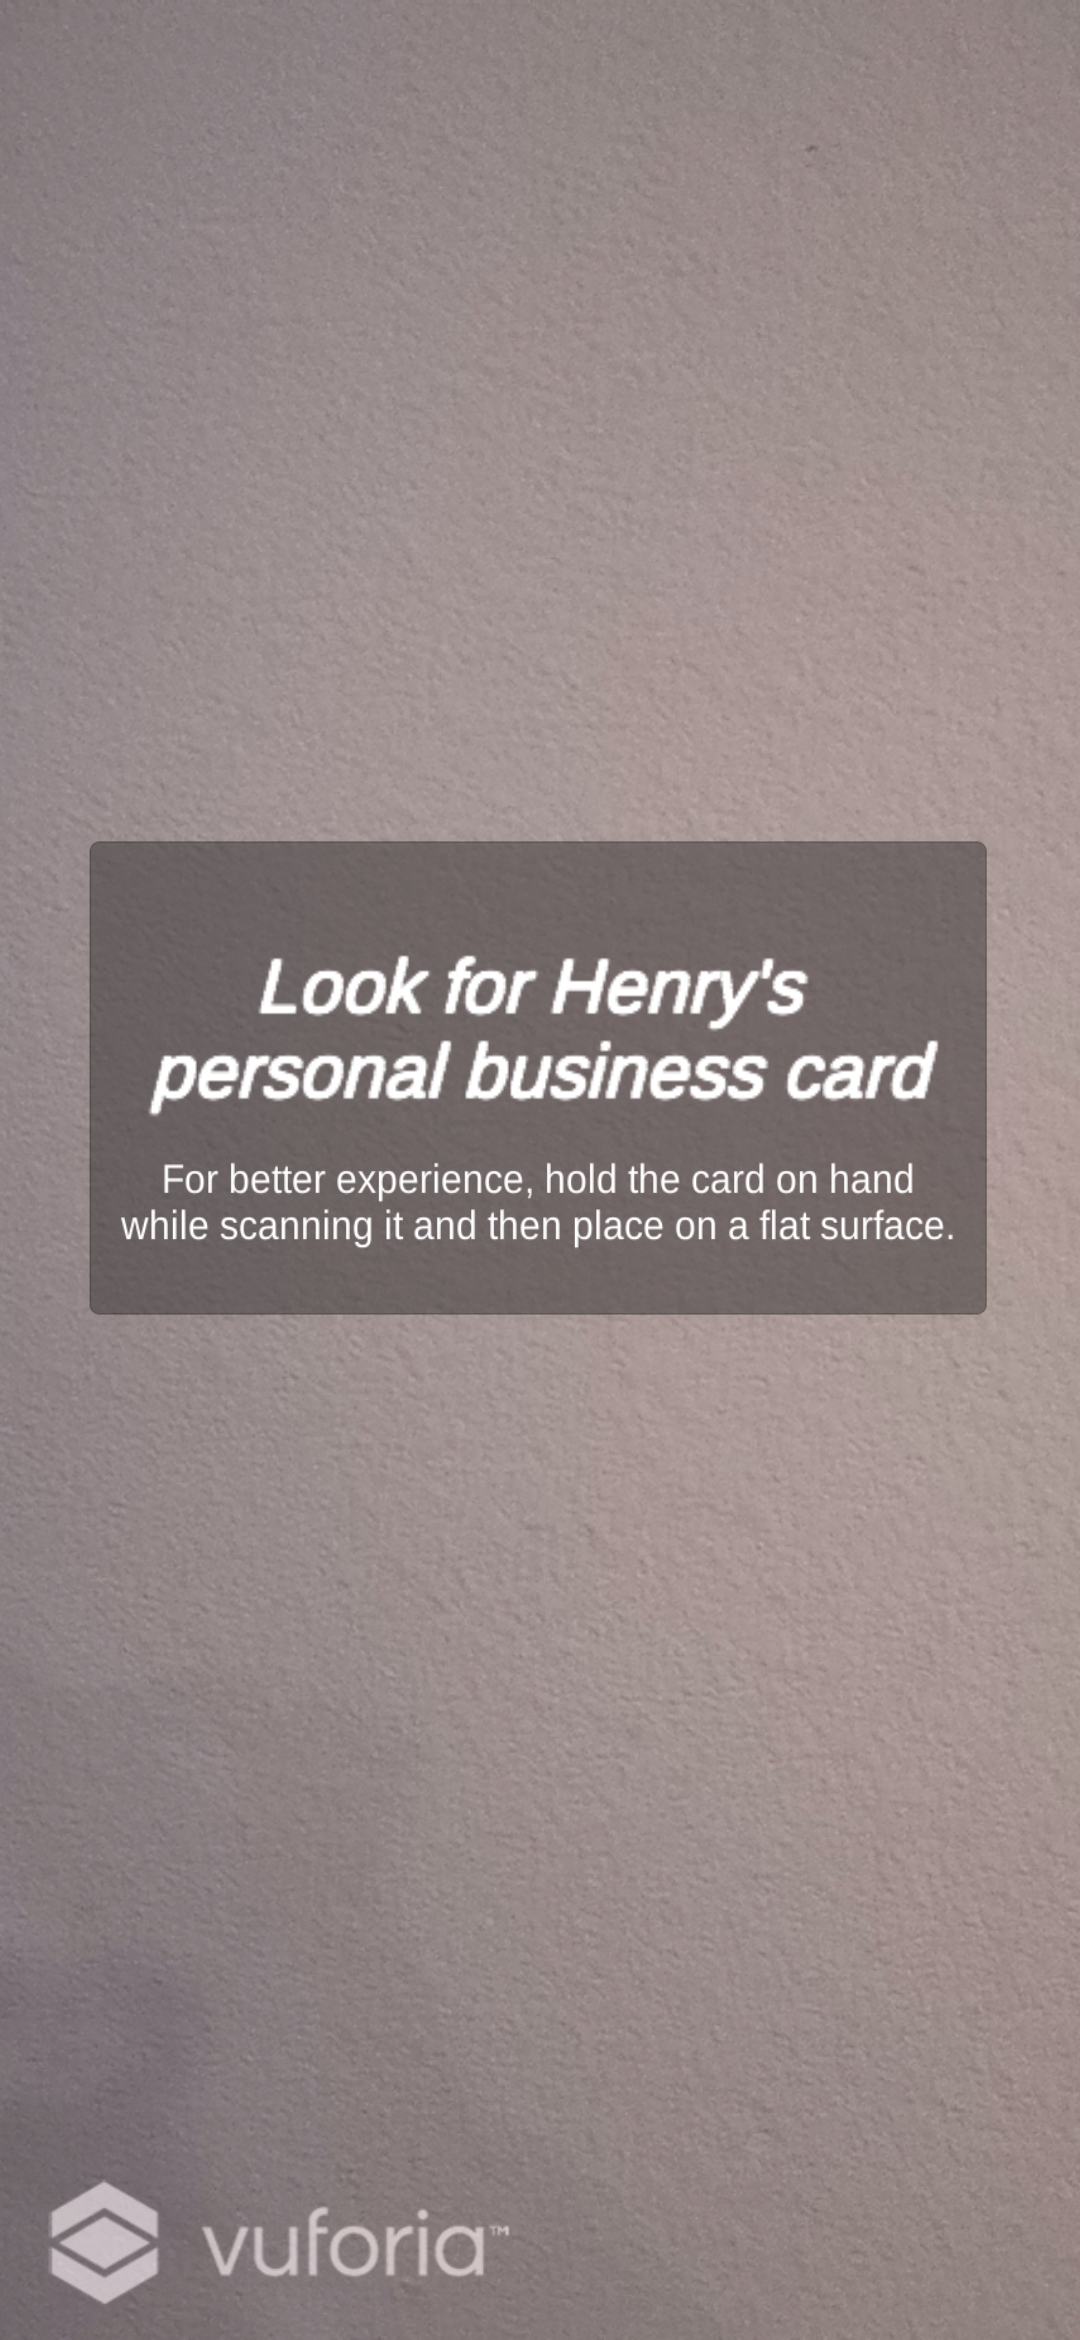 Look for Henry's
personal business card
For better experience, hold the card on hand
while scanning it and then place on a flat surface.
vuforia™